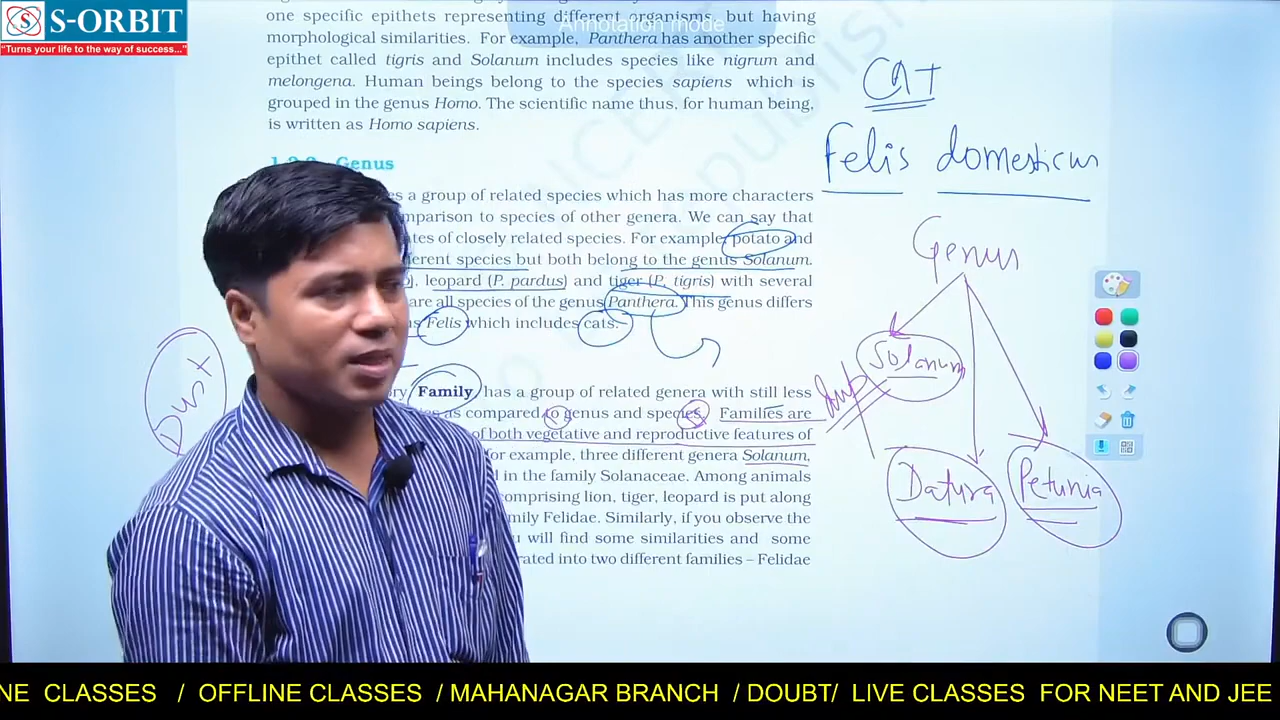 S-ORBIT
"Turns your life to the way of success..."
one specific epithets representing different organisms, but having
Annotation mode
morphological similarities. For example, Panthera has another specific
epithet called tigris and Solanum includes species like nigrum and
melongena. Human beings belong to the species sapiens which is
grouped in the genus Homo. The scientific name thus, for human being,
is written as Homo sapiens.
CAT
Felis domesticus
Genus
es a group of related species which has more characters
mparison to species of other genera. We can say that
ates of closely related species. For example, potato and
erent species but both belong to the genus Solanum.
), leopard (P. pardus) and tiger (P. tigris) with several
are all species of the genus Panthera. This genus differs
s Felis which includes cats.
Genus
Solanum
Datura
Petunia
Dust
Family has a group of related genera with still less
as compared to genus and species. Families are
of both vegetative and reproductive features of
for example, three different genera Solanum,
d in the family Solanaceae. Among animals
comprising lion, tiger, leopard is put along
mily Felidae. Similarly, if you observe the
u will find some similarities and some
rated into two different families – Felidae
NE CLASSES / OFFLINE CLASSES / MAHANAGAR BRANCH / DOUBT/ LIVE CLASSES FOR NEET AND JEE